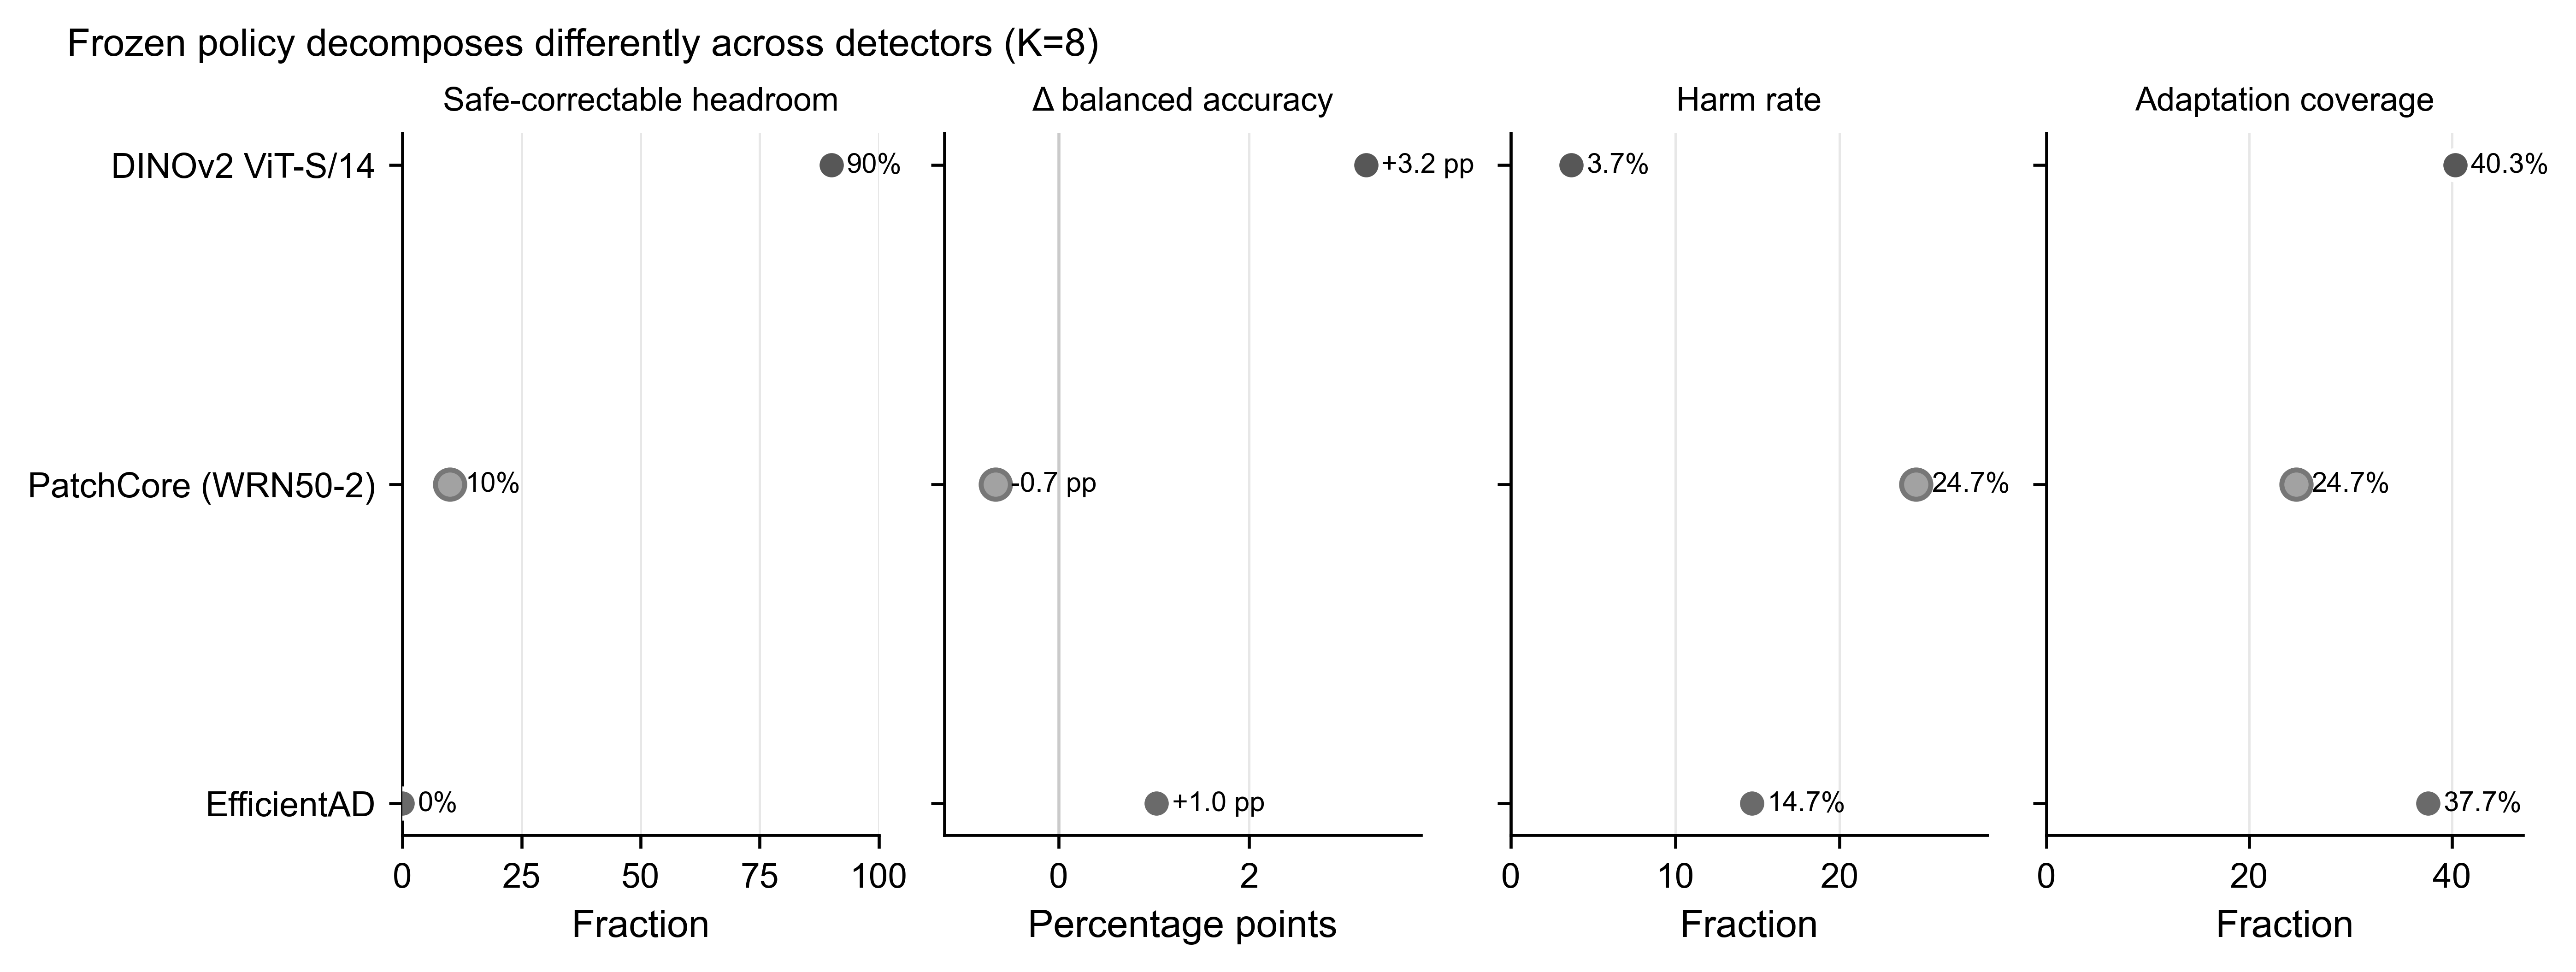 Frozen policy decomposes differently across detectors (K=8)
Safe-correctable headroom
Δ balanced accuracy
Harm rate
Adaptation coverage
DINOv2 ViT-S/14
90%
+3.2 pp
3.7%
40.3%
PatchCore (WRN50-2)
10%
-0.7 pp
24.7%
24.7%
EfficientAD
0%
+1.0 pp
14.7%
37.7%
0 25 50 75 100
0 2
0 10 20
0 20 40
Fraction
Percentage points
Fraction
Fraction